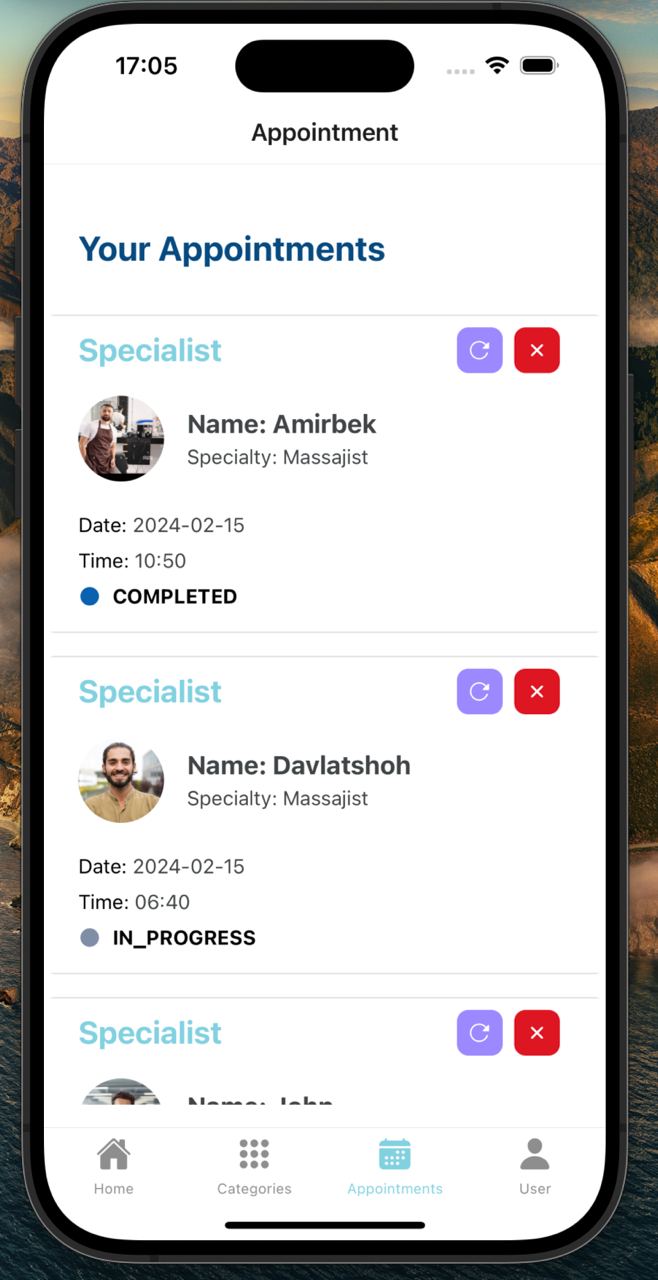 17:05
Appointment
Your Appointments
Specialist
Name: Amirbek
Specialty: Massajist
Date: 2024-02-15
Time: 10:50
COMPLETED
Specialist
Name: Davlatshoh
Specialty: Massajist
Date: 2024-02-15
Time: 06:40
IN_PROGRESS
Specialist
Name: John
Home
Categories
Appointments
User